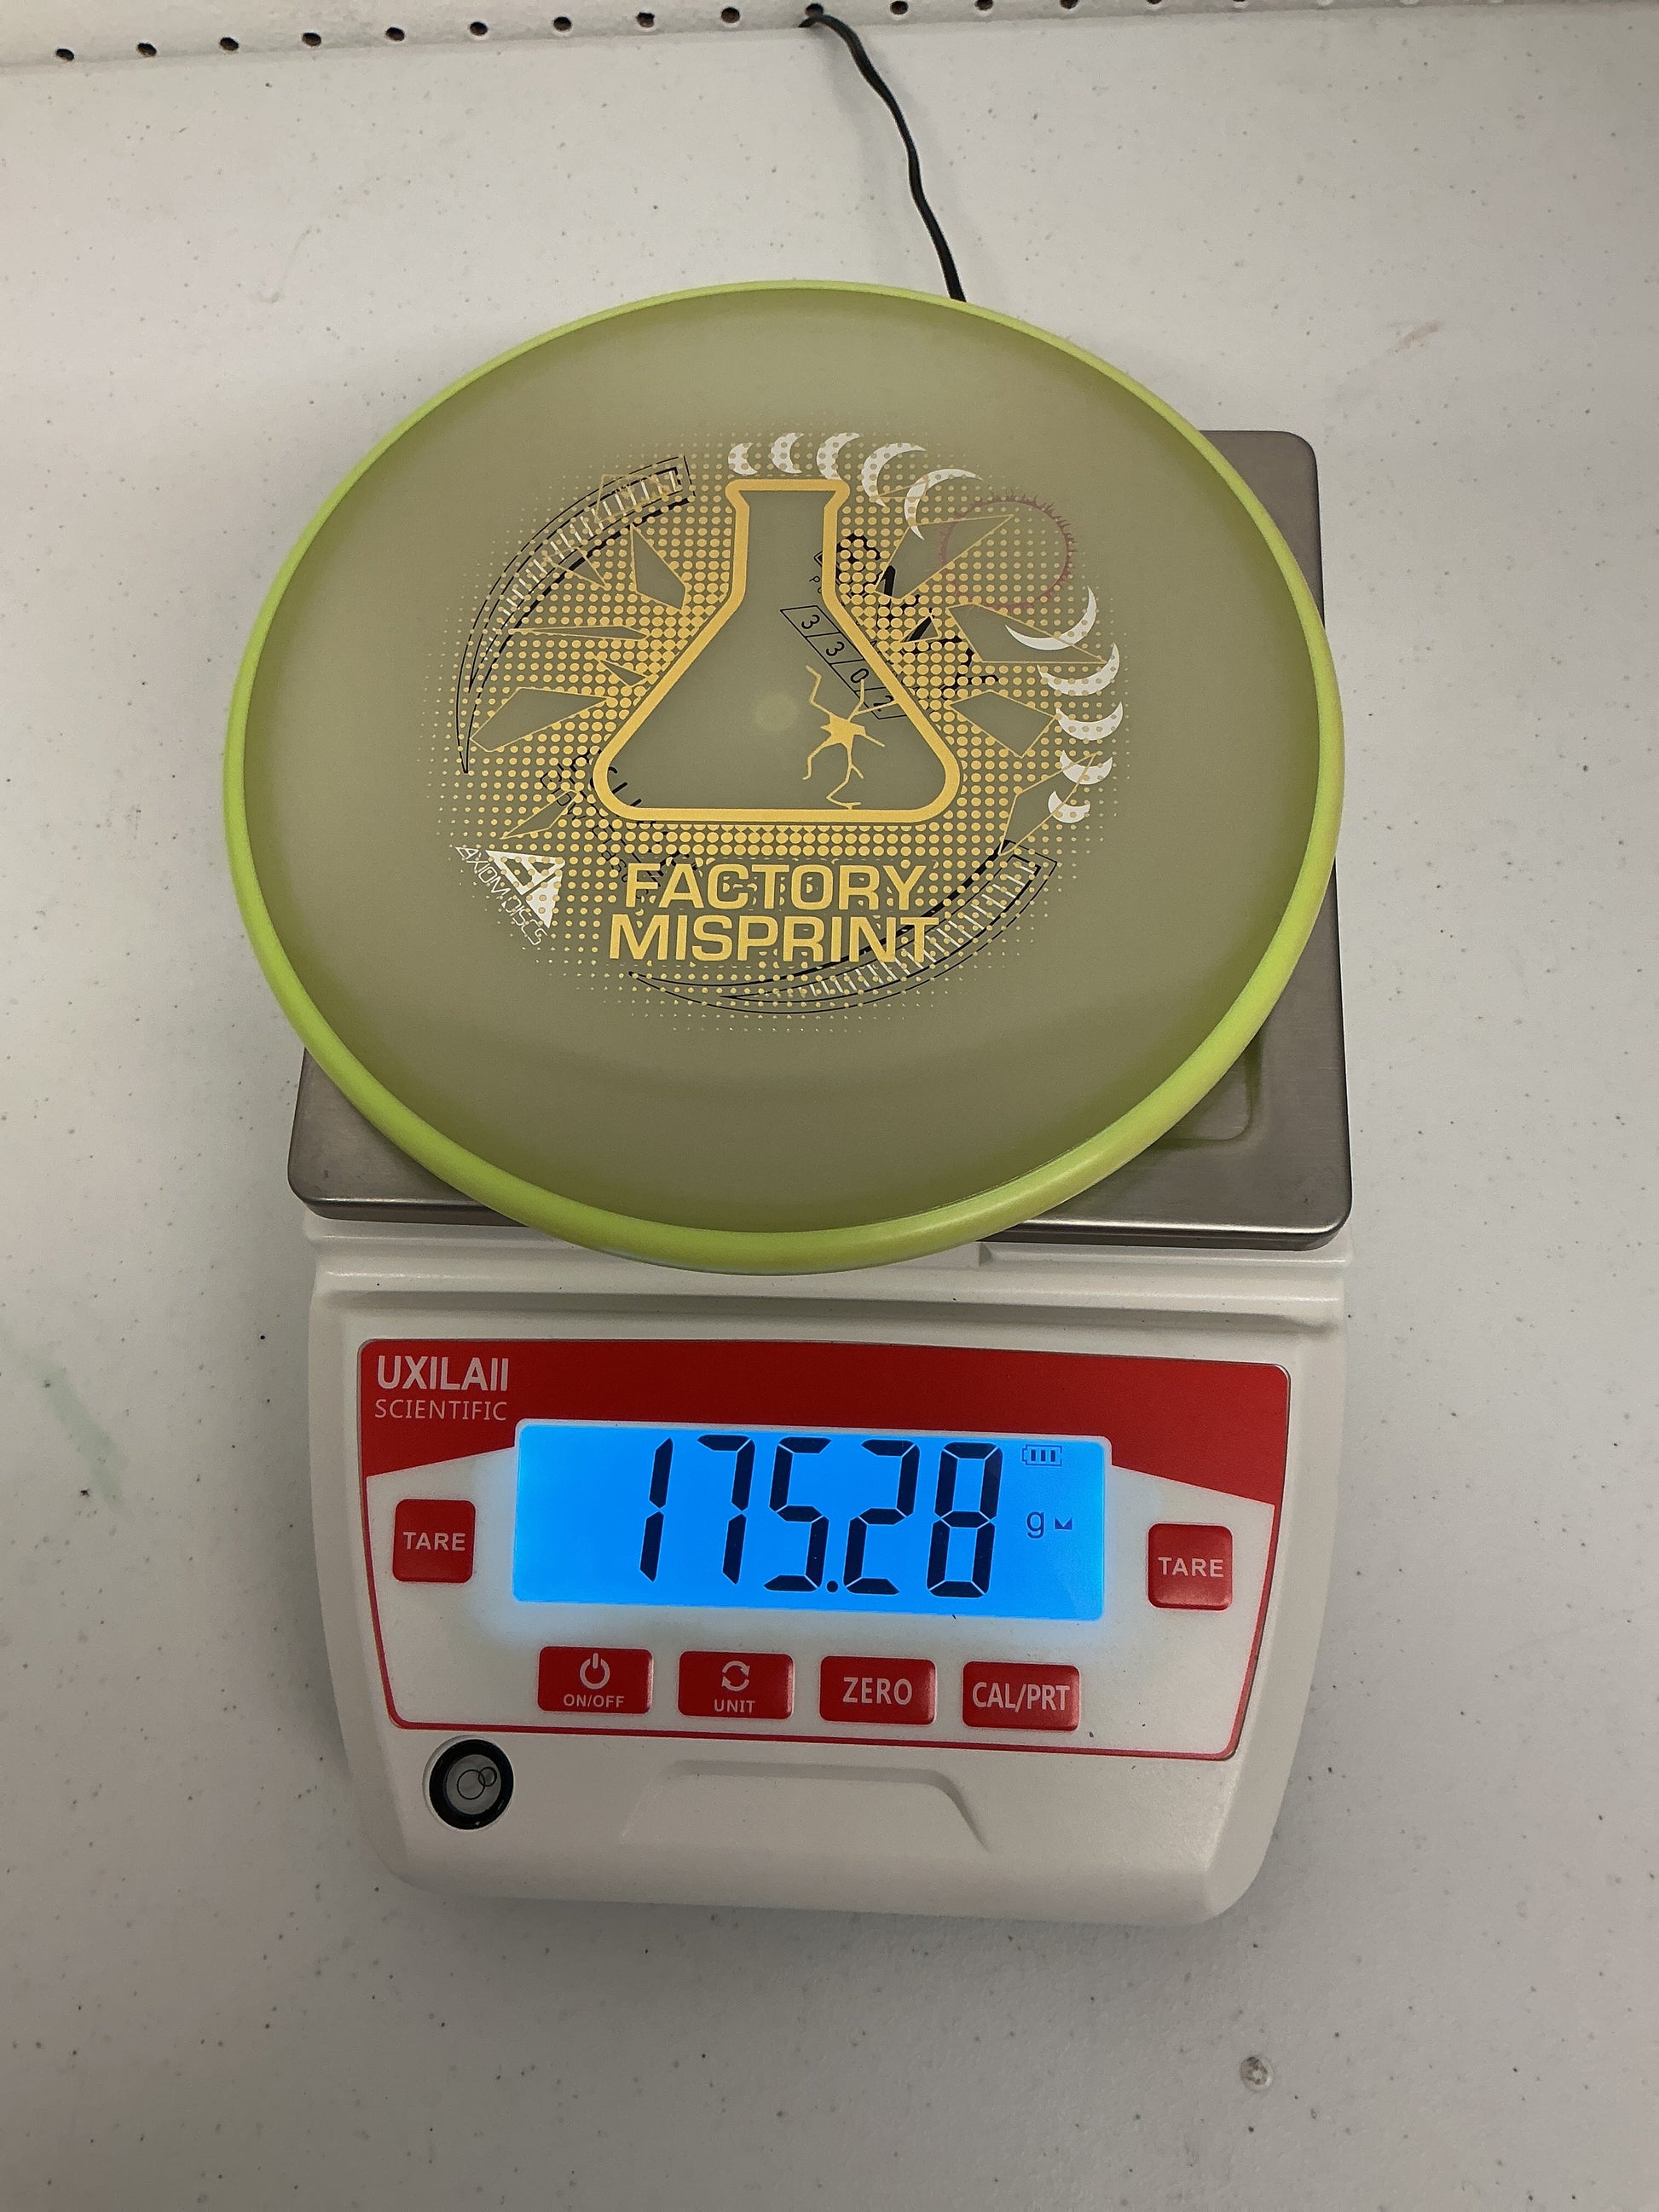 3/3/0/
AXIOM DISCS
FACTORY
MISPRINT
UXILAII
SCIENTIFIC
175.28 g
TARE
TARE
ON/OFF
UNIT
ZERO
CAL/PRT